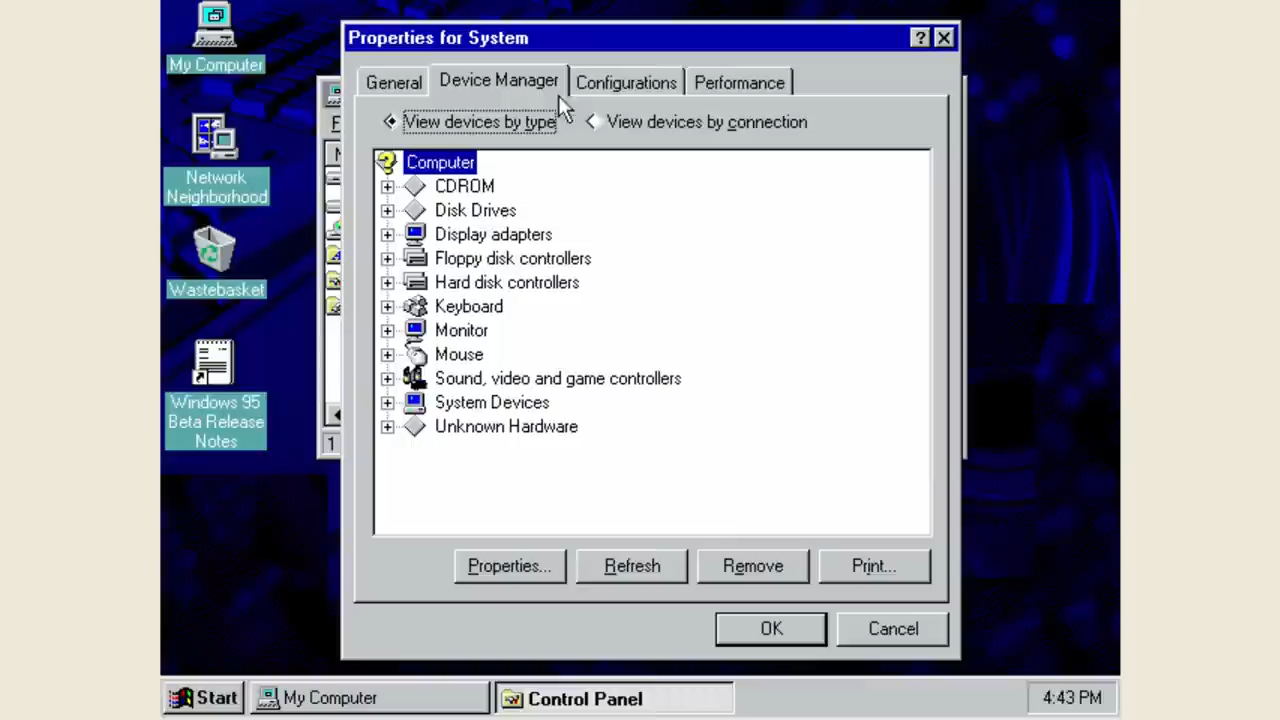 My Computer
Network
Neighborhood
Wastebasket
Windows 95
Beta Release
Notes
Properties for System
General
Device Manager
Configurations
Performance
View devices by type
View devices by connection
Computer
CDROM
Disk Drives
Display adapters
Floppy disk controllers
Hard disk controllers
Keyboard
Monitor
Mouse
Sound, video and game controllers
System Devices
Unknown Hardware
Properties...
Refresh
Remove
Print...
OK
Cancel
Start
My Computer
Control Panel
4:43 PM